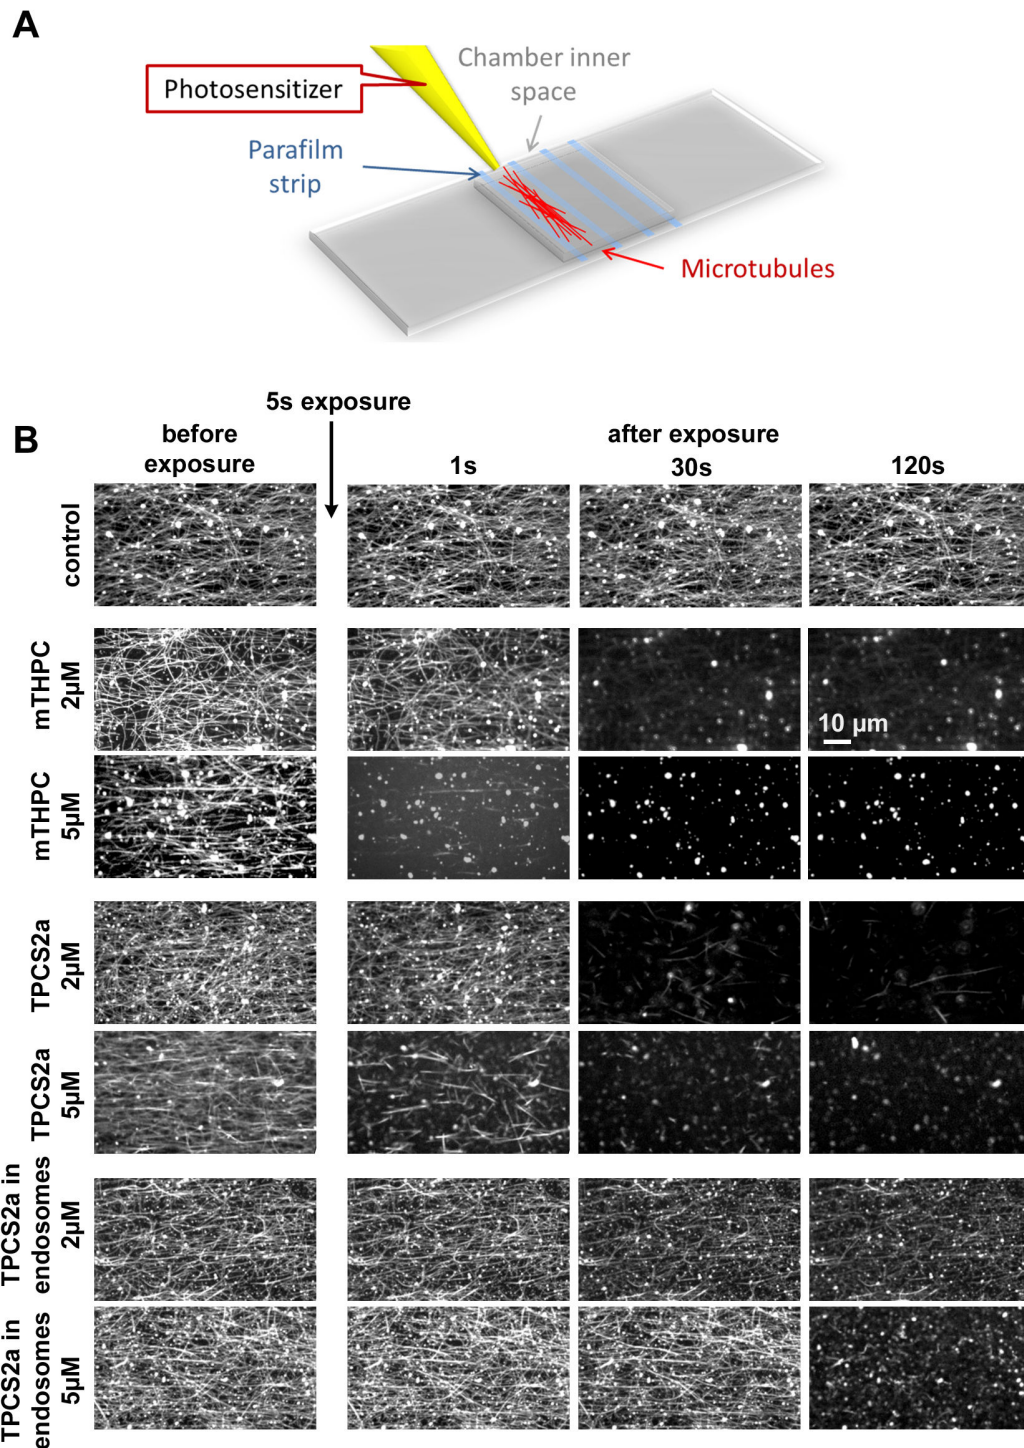 A
Photosensitizer
Chamber inner
space
Parafilm
strip
Microtubules
B
5s exposure
before
exposure
after exposure
1s
30s
120s
control
mTHPC
2µM
10 µm
mTHPC
5µM
TPCS2a
2µM
TPCS2a
5µM
TPCS2a in
endosomes
2µM
TPCS2a in
endosomes
5µM